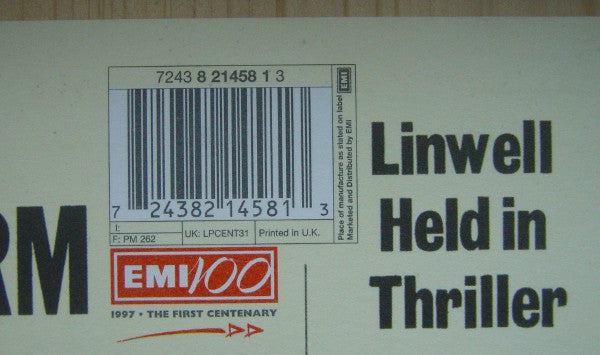 7243 8 21458 1 3
7 24382 14581 3
I:
F: PM 262
UK: LPCENT31
Printed in U.K.
Place of manufacture as stated on label
Marketed and Distributed by EMI
EMI
EMI100
1997 • THE FIRST CENTENARY
RM
Linwell
Held in
Thriller